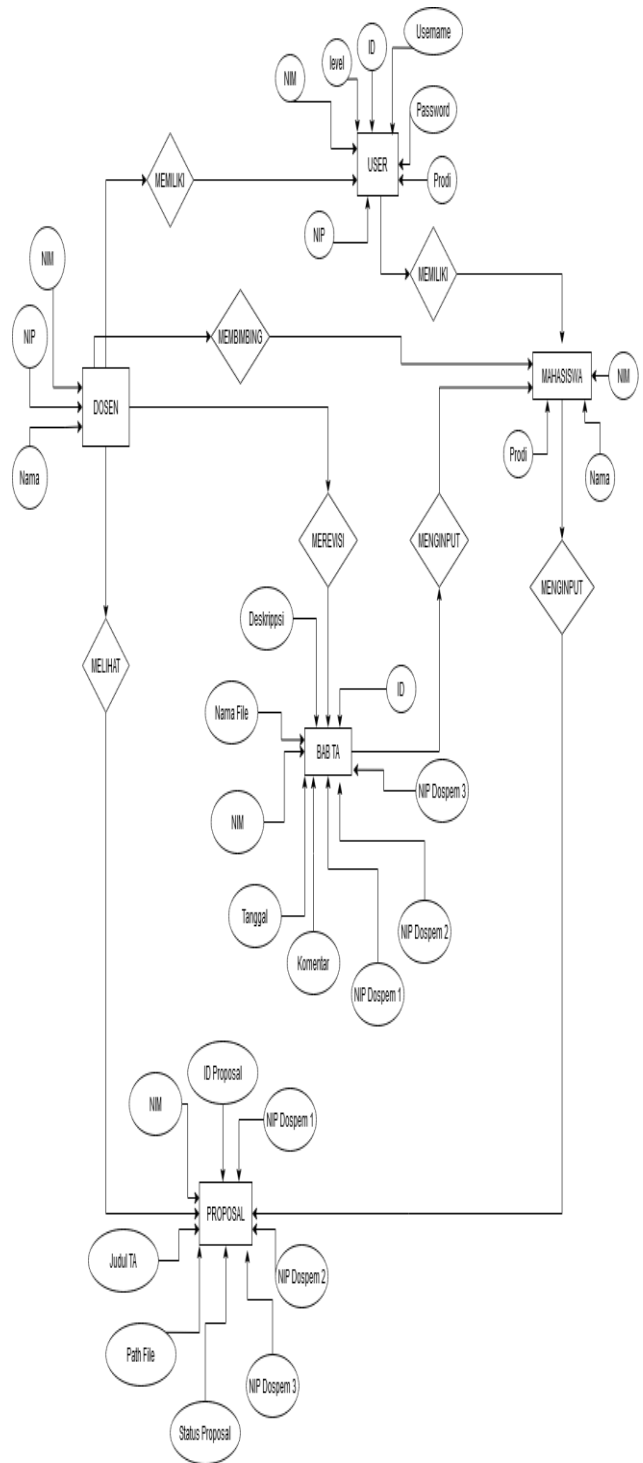 Username
ID
level
NIM
Password
USER
MEMILIKI
Prodi
NIP
NIM
MEMILIKI
NIP
MEMBIMBING
MAHASISWA
NIM
DOSEN
Prodi
Nama
Nama
MEREVISI
MENGINPUT
MENGINPUT
Deskrippsi
MELIHAT
ID
Nama File
BAB TA
NIP Dospem 3
NIM
Tanggal
NIP Dospem 2
Komentar
NIP Dospem 1
ID Proposal
NIM
NIP Dospem 1
PROPOSAL
Judul TA
NIP Dospem 2
Path File
NIP Dospem 3
Status Proposal